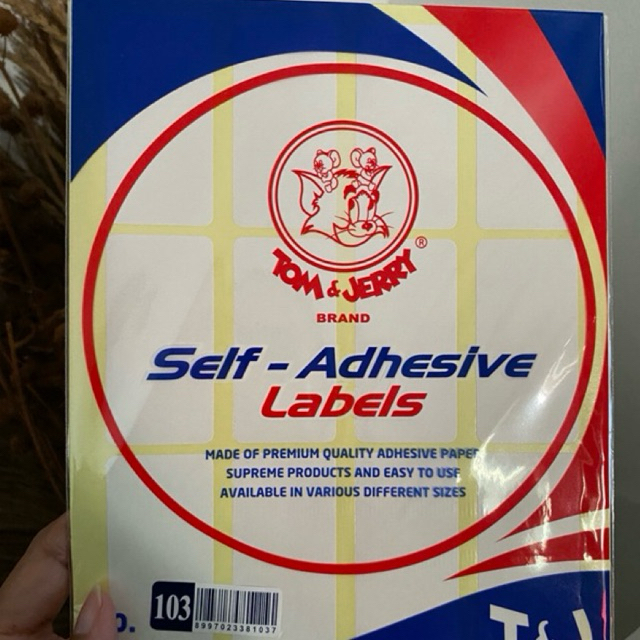 TOM & JERRY®
BRAND
Self - Adhesive
Labels
MADE OF PREMIUM QUALITY ADHESIVE PAPER
SUPREME PRODUCTS AND EASY TO USE
AVAILABLE IN VARIOUS DIFFERENT SIZES
103
8997023381037
T&J